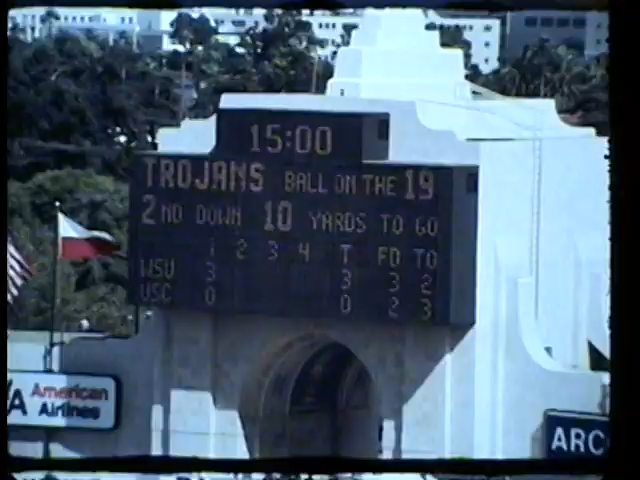 15:00
TROJANS BALL ON THE 19
2ND DOWN 10 YARDS TO GO
1 2 3 4 T FD TO
WSU 3 3 3 2
USC 0 0 2 3
American
Airlines
ARC